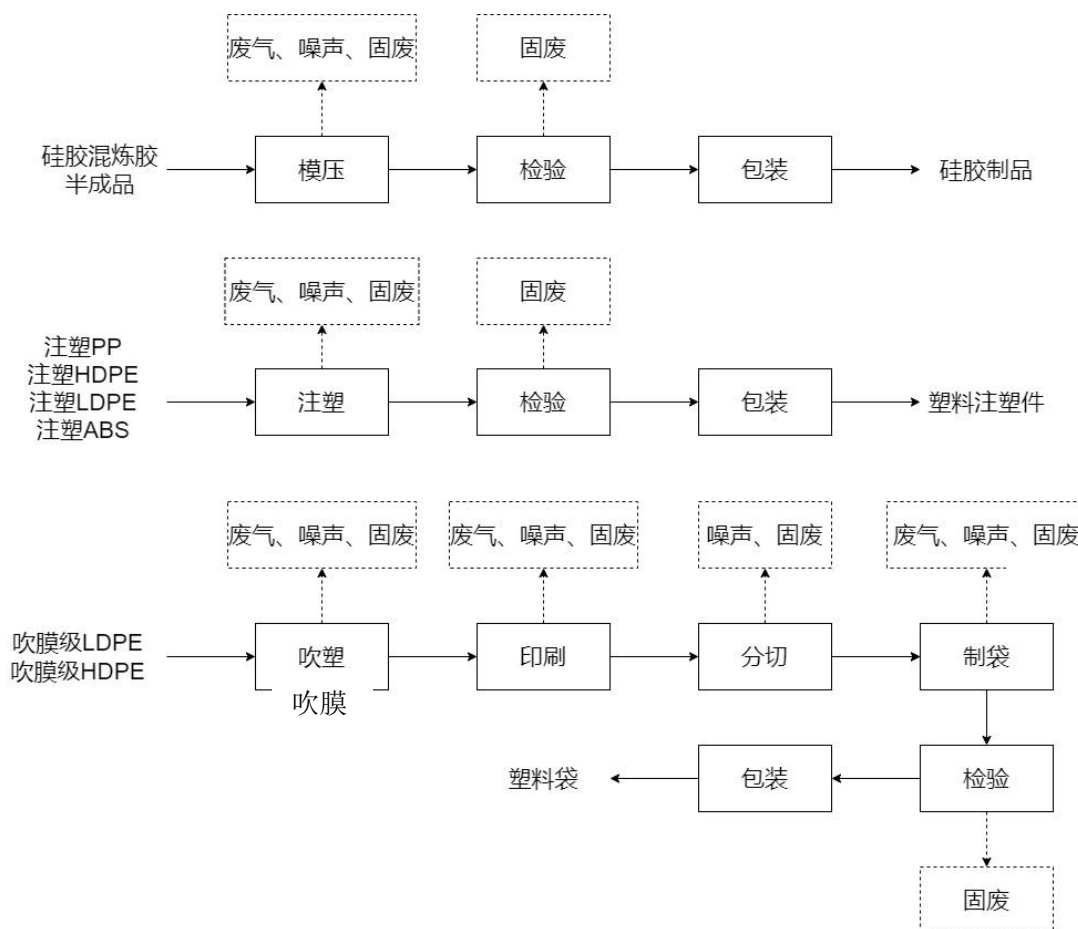 废气、噪声、固废
固废
硅胶混炼胶
半成品
模压
检验
包装
硅胶制品
废气、噪声、固废
固废
注塑PP
注塑HDPE
注塑LDPE
注塑ABS
注塑
检验
包装
塑料注塑件
废气、噪声、固废
废气、噪声、固废
噪声、固废
废气、噪声、固废
吹膜级LDPE
吹膜级HDPE
吹塑
吹膜
印刷
分切
制袋
塑料袋
包装
检验
固废